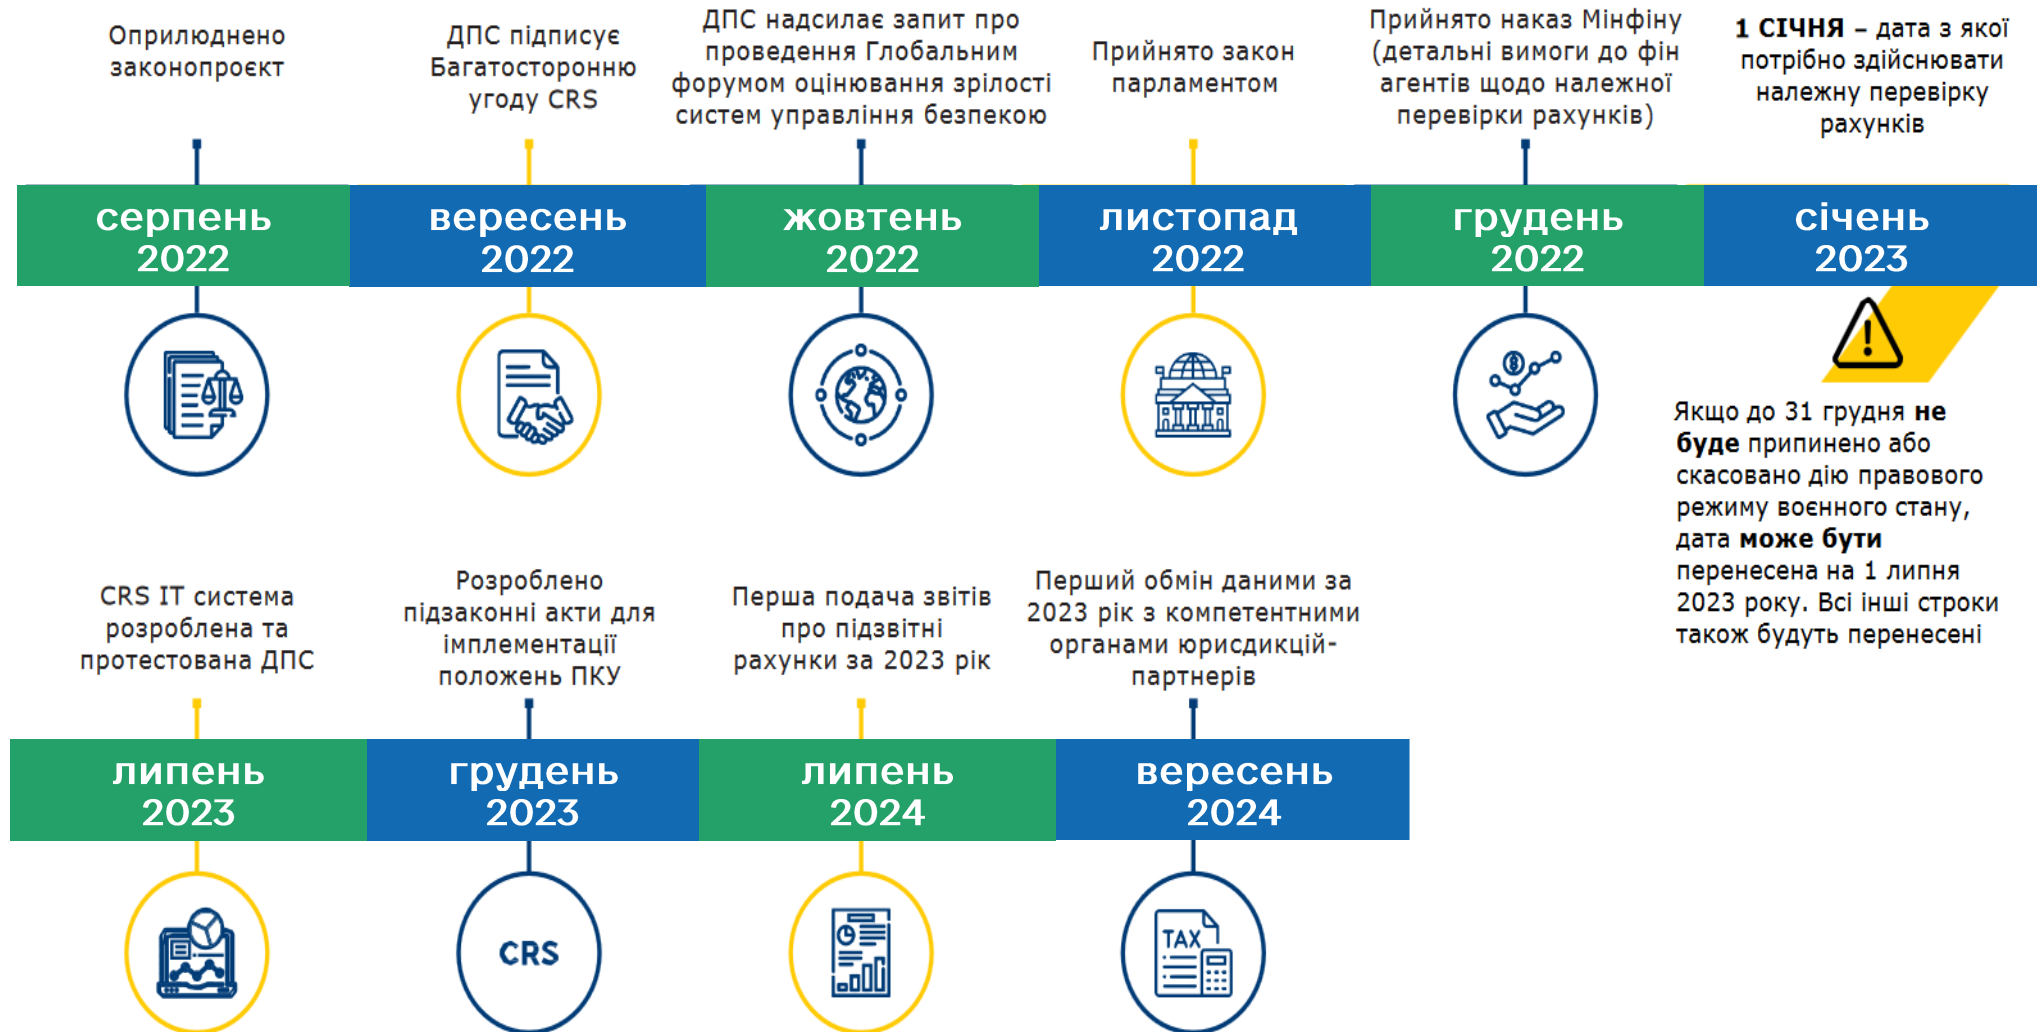 Оприлюднено
законопроєкт
ДПС підписує
Багатосторонню
угоду CRS
ДПС надсилає запит про
проведення Глобальним
форумом оцінювання зрілості
систем управління безпекою
Прийнято закон
парламентом
Прийнято наказ Мінфіну
(детальні вимоги до фін
агентів щодо належної
перевірки рахунків)
1 СІЧНЯ – дата з якої
потрібно здійснювати
належну перевірку
рахунків
серпень
2022
вересень
2022
жовтень
2022
листопад
2022
грудень
2022
січень
2023
Якщо до 31 грудня не
буде припинено або
скасовано дію правового
режиму воєнного стану,
дата може бути
перенесена на 1 липня
2023 року. Всі інші строки
також будуть перенесені
CRS IT система
розроблена та
протестована ДПС
Розроблено
підзаконні акти для
імплементації
положень ПКУ
Перша подача звітів
про підзвітні
рахунки за 2023 рік
Перший обмін даними за
2023 рік з компетентними
органами юрисдикцій-
партнерів
липень
2023
грудень
2023
липень
2024
вересень
2024
CRS
TAX